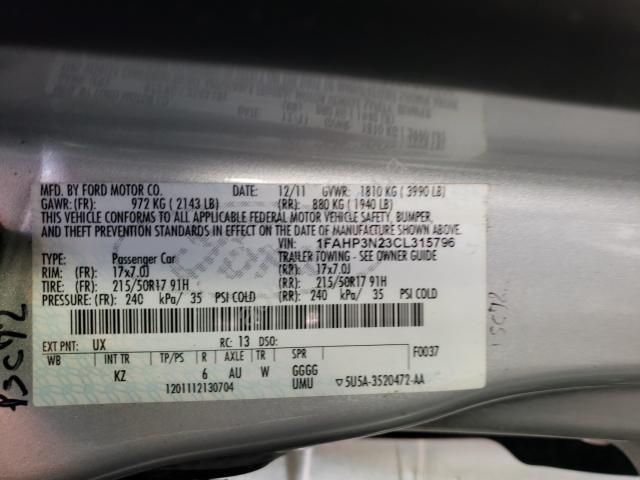 MFD. BY FORD MOTOR CO. DATE: 12/11 GVWR: 1810 KG ( 3990 LB)
GAWR: (FR): 972 KG ( 2143 LB) (RR): 880 KG ( 1940 LB)
THIS VEHICLE CONFORMS TO ALL APPLICABLE FEDERAL MOTOR VEHICLE SAFETY, BUMPER,
AND THEFT PREVENTION STANDARDS IN EFFECT ON THE DATE OF MANUFACTURE SHOWN ABOVE.
VIN: 1FAHP3N23CL315796
TYPE: Passenger Car TRAILER TOWING - SEE OWNER GUIDE
RIM: (FR): 17x7.0J (RR): 17x7.0J
TIRE: (FR): 215/50R17 91H (RR): 215/50R17 91H
PRESSURE: (FR): 240 kPa/ 35 PSI COLD (RR): 240 kPa/ 35 PSI COLD
EXT PNT: UX RC: 13 DSO: F0037
WB INT TR TP/PS R AXLE TR SPR
KZ 6 AU W GGGG
UMU
1201112130704 5U5A-3520472-AA